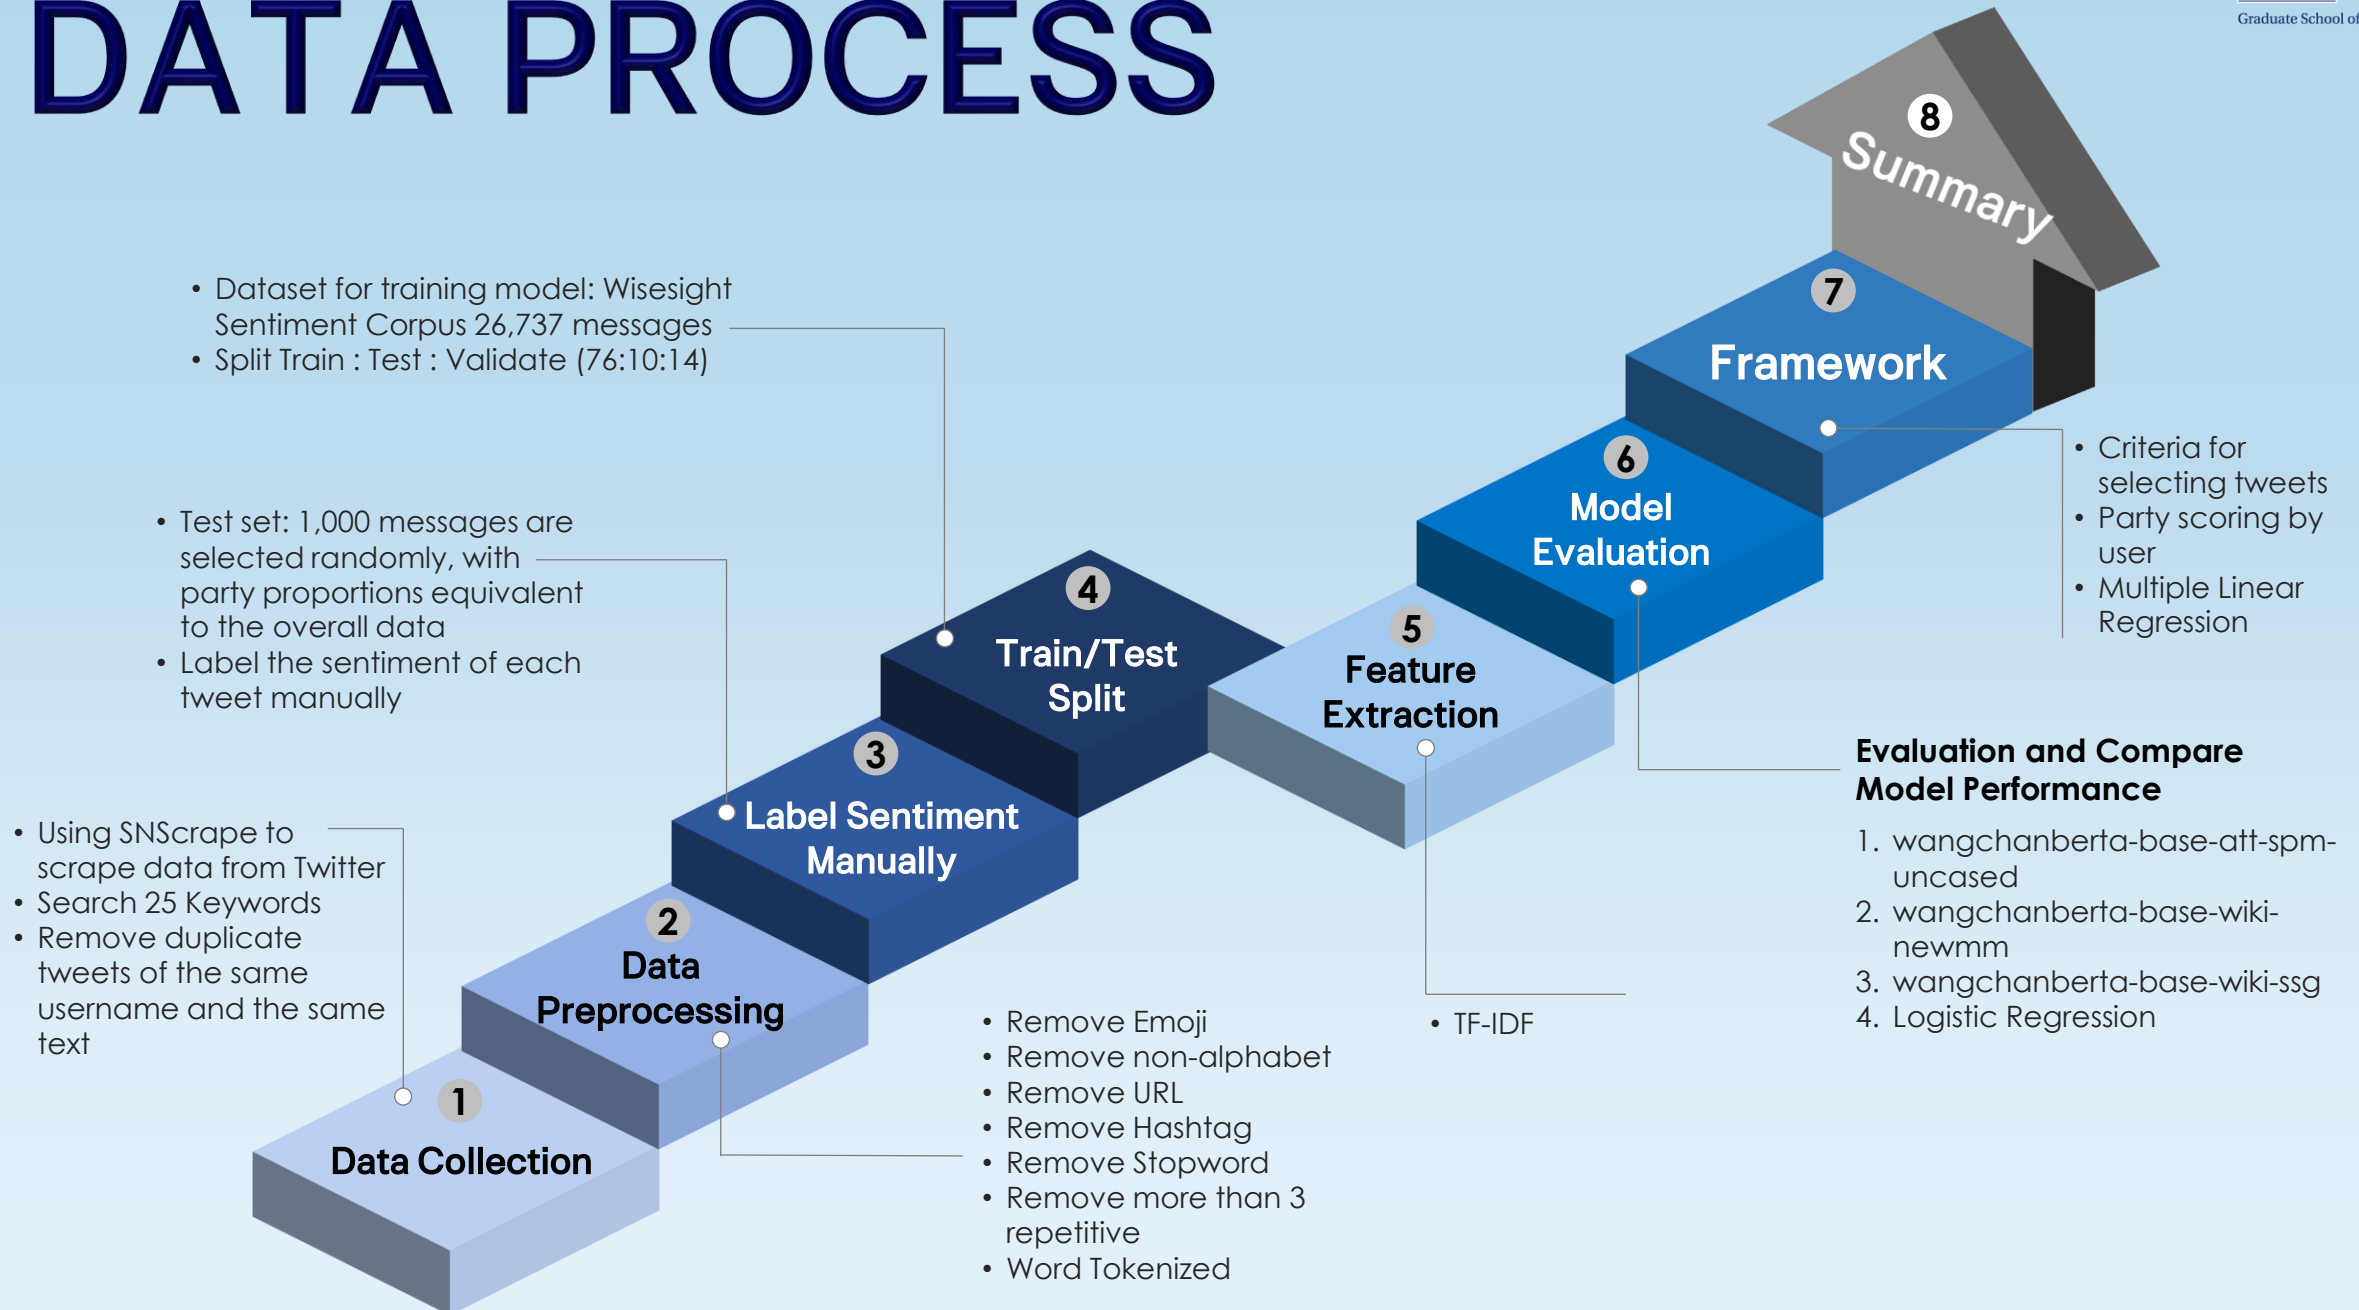 DATA PROCESS
Graduate School of
• Using SNScrape to
scrape data from Twitter
• Search 25 Keywords
• Remove duplicate
tweets of the same
username and the same
text
1
Data Collection
2
Data
Preprocessing
• Remove Emoji
• Remove non-alphabet
• Remove URL
• Remove Hashtag
• Remove Stopword
• Remove more than 3
repetitive
• Word Tokenized
• Test set: 1,000 messages are
selected randomly, with
party proportions equivalent
to the overall data
• Label the sentiment of each
tweet manually
3
Label Sentiment
Manually
• Dataset for training model: Wisesight
Sentiment Corpus 26,737 messages
• Split Train : Test : Validate (76:10:14)
4
Train/Test
Split
5
Feature
Extraction
• TF-IDF
6
Model
Evaluation
Evaluation and Compare
Model Performance
1. wangchanberta-base-att-spm-
uncased
2. wangchanberta-base-wiki-
newmm
3. wangchanberta-base-wiki-ssg
4. Logistic Regression
7
Framework
• Criteria for
selecting tweets
• Party scoring by
user
• Multiple Linear
Regression
8
Summary